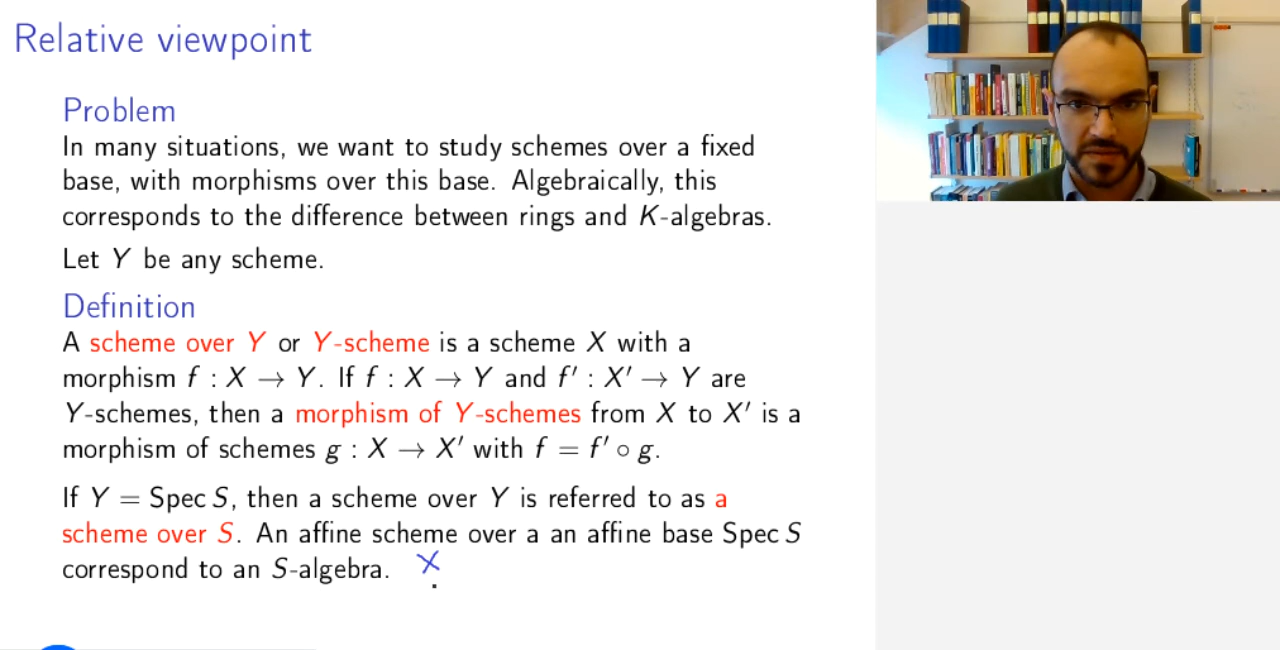 Relative viewpoint
Problem
In many situations, we want to study schemes over a fixed
base, with morphisms over this base. Algebraically, this
corresponds to the difference between rings and K-algebras.
Let Y be any scheme.
Definition
A scheme over Y or Y-scheme is a scheme X with a
morphism f : X → Y. If f : X → Y and f′ : X′ → Y are
Y-schemes, then a morphism of Y-schemes from X to X′ is a
morphism of schemes g : X → X′ with f = f′ ∘ g.
If Y = Spec S, then a scheme over Y is referred to as a
scheme over S. An affine scheme over a an affine base Spec S
correspond to an S-algebra. X